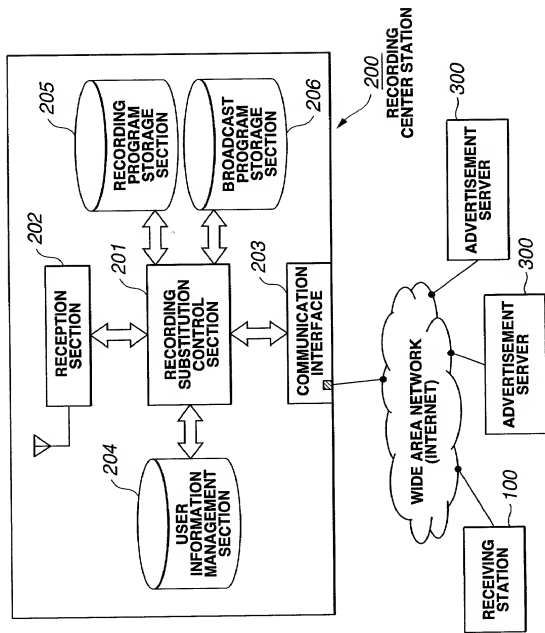 205
RECORDING
PROGRAM
STORAGE
SECTION
206
BROADCAST
PROGRAM
STORAGE
SECTION
200
RECORDING
CENTER STATION
202
RECEPTION
SECTION
201
RECORDING
SUBSTITUTION
CONTROL
SECTION
203
COMMUNICATION
INTERFACE
204
USER
INFORMATION
MANAGEMENT
SECTION
300
ADVERTISEMENT
SERVER
300
ADVERTISEMENT
SERVER
WIDE AREA NETWORK
(INTERNET)
100
RECEIVING
STATION